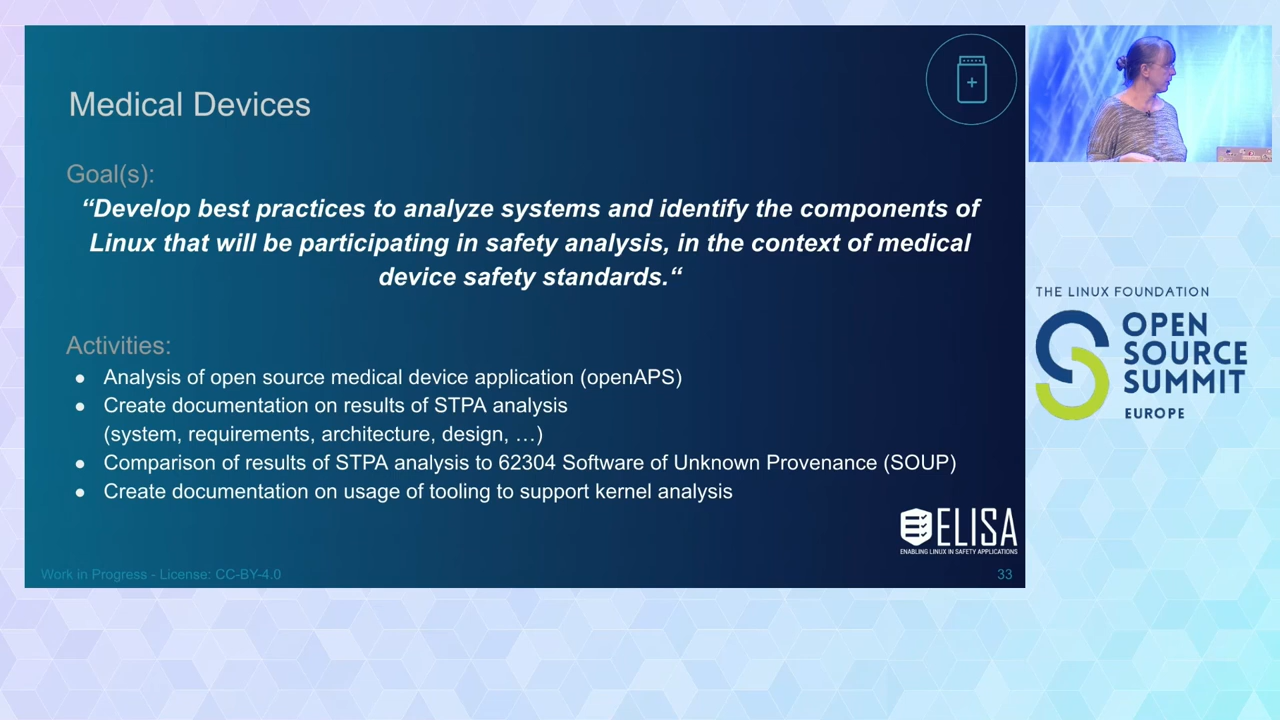 Medical Devices
Goal(s):
“Develop best practices to analyze systems and identify the components of
Linux that will be participating in safety analysis, in the context of medical
device safety standards.“
Activities:
● Analysis of open source medical device application (openAPS)
● Create documentation on results of STPA analysis
(system, requirements, architecture, design, …)
● Comparison of results of STPA analysis to 62304 Software of Unknown Provenance (SOUP)
● Create documentation on usage of tooling to support kernel analysis
ELISA
ENABLING LINUX IN SAFETY APPLICATIONS
Work in Progress - License: CC-BY-4.0
33
THE LINUX FOUNDATION
OPEN
SOURCE
SUMMIT
EUROPE